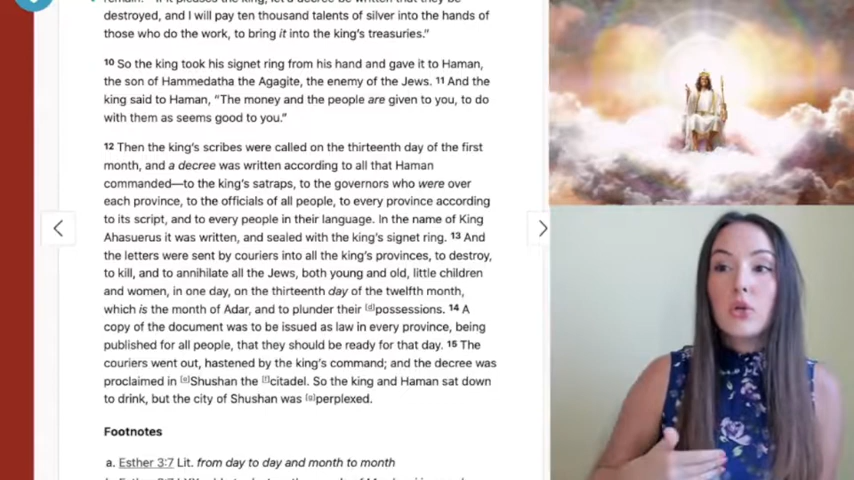 remain. "If it pleases the king, let a decree be written that they be
destroyed, and I will pay ten thousand talents of silver into the hands of
those who do the work, to bring it into the king's treasuries."
10 So the king took his signet ring from his hand and gave it to Haman,
the son of Hammedatha the Agagite, the enemy of the Jews. 11 And the
king said to Haman, "The money and the people are given to you, to do
with them as seems good to you."
12 Then the king's scribes were called on the thirteenth day of the first
month, and a decree was written according to all that Haman
commanded—to the king's satraps, to the governors who were over
each province, to the officials of all people, to every province according
to its script, and to every people in their language. In the name of King
Ahasuerus it was written, and sealed with the king's signet ring. 13 And
the letters were sent by couriers into all the king's provinces, to destroy,
to kill, and to annihilate all the Jews, both young and old, little children
and women, in one day, on the thirteenth day of the twelfth month,
which is the month of Adar, and to plunder their [d]possessions. 14 A
copy of the document was to be issued as law in every province, being
published for all people, that they should be ready for that day. 15 The
couriers went out, hastened by the king's command; and the decree was
proclaimed in [e]Shushan the [f]citadel. So the king and Haman sat down
to drink, but the city of Shushan was [g]perplexed.
Footnotes
a. Esther 3:7 Lit. from day to day and month to month